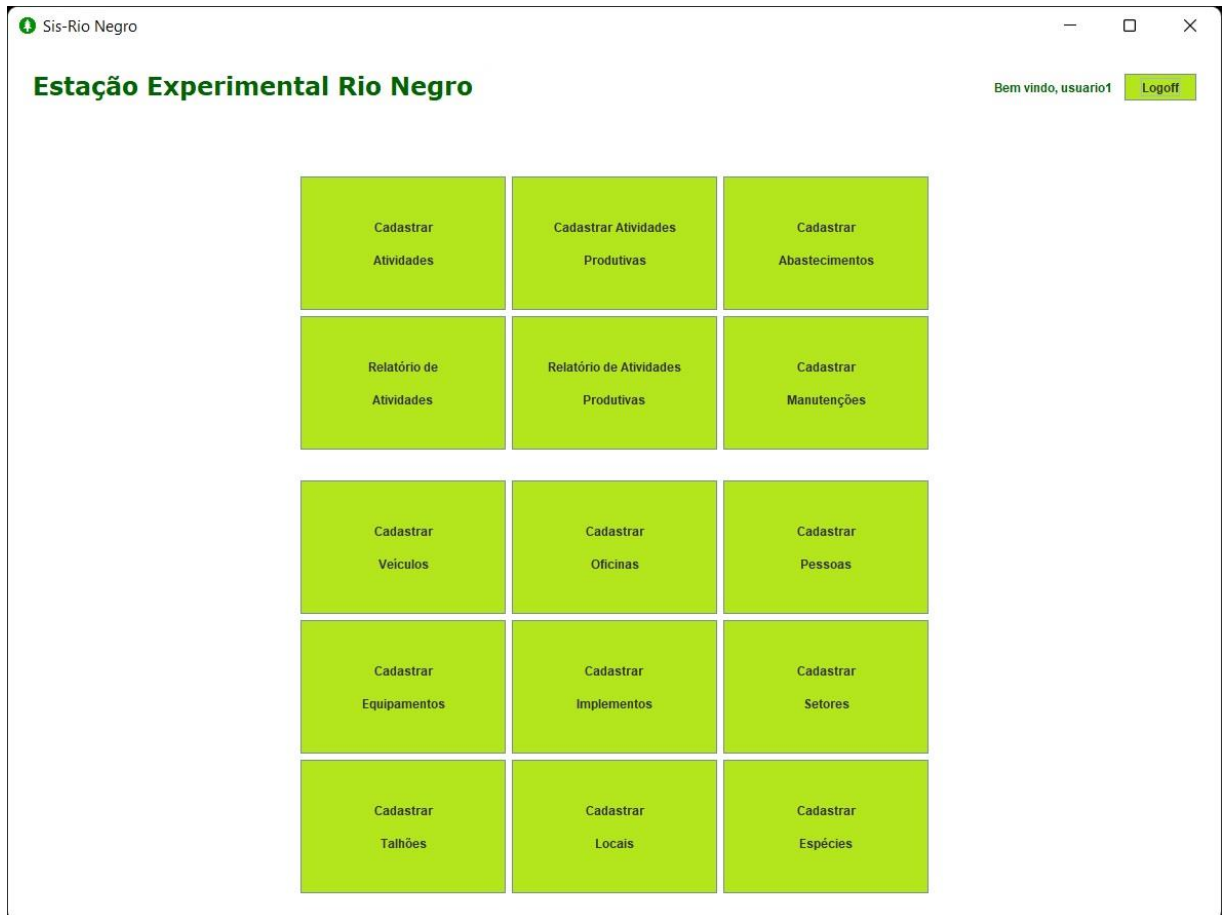 Sis-Rio Negro
Estação Experimental Rio Negro
Bem vindo, usuario1
Logoff
Cadastrar
Atividades
Cadastrar Atividades
Produtivas
Cadastrar
Abastecimentos
Relatório de
Atividades
Relatório de Atividades
Produtivas
Cadastrar
Manutenções
Cadastrar
Veículos
Cadastrar
Oficinas
Cadastrar
Pessoas
Cadastrar
Equipamentos
Cadastrar
Implementos
Cadastrar
Setores
Cadastrar
Talhões
Cadastrar
Locais
Cadastrar
Espécies